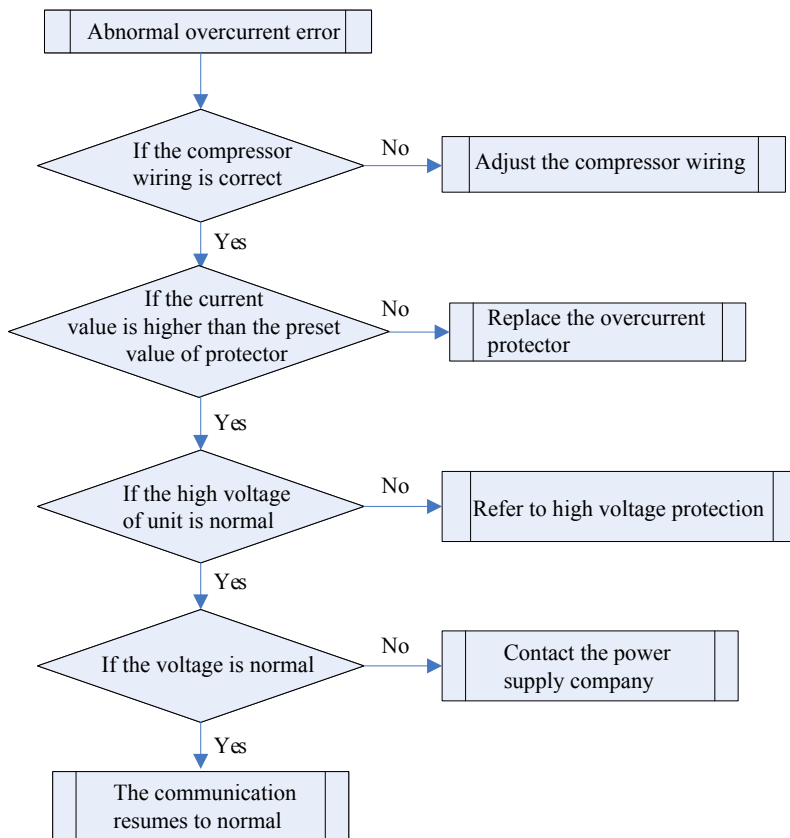 Abnormal overcurrent error
If the compressor
wiring is correct
No
Adjust the compressor wiring
Yes
If the current
value is higher than the preset
value of protector
No
Replace the overcurrent
protector
Yes
If the high voltage
of unit is normal
No
Refer to high voltage protection
Yes
If the voltage is normal
No
Contact the power
supply company
Yes
The communication
resumes to normal